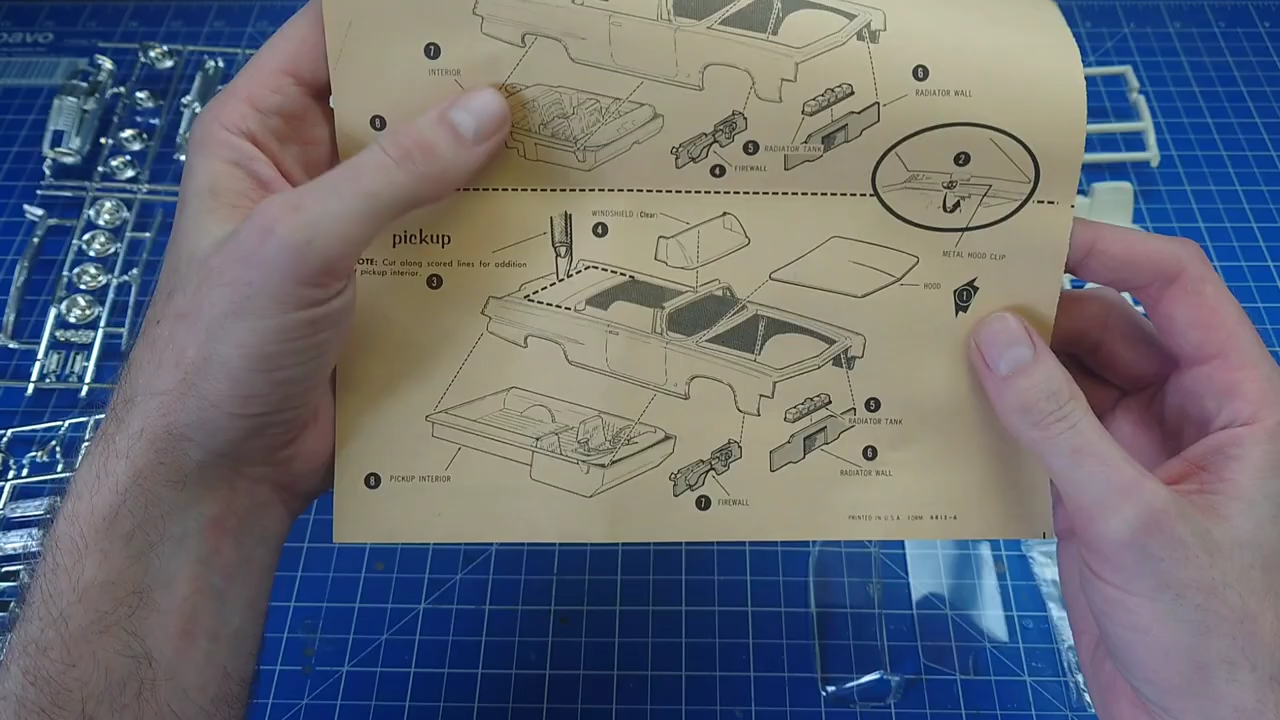 7
INTERIOR
6
RADIATOR WALL
8
2
5 RADIATOR TANK
4 FIREWALL
WINDSHIELD (Clear)
4
pickup
OTE: Cut along scored lines for addition
f pickup interior.
3
METAL HOOD CLIP
HOOD
1
5
RADIATOR TANK
6
RADIATOR WALL
8 PICKUP INTERIOR
7 FIREWALL
PRINTED IN U.S.A. FORM